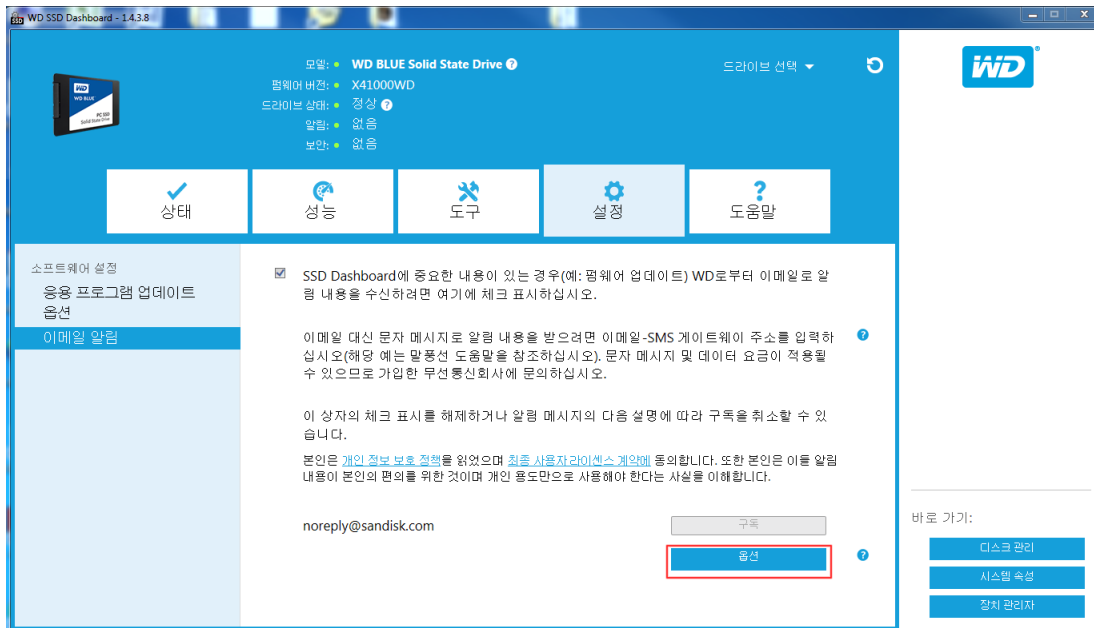 WD SSD Dashboard - 1.4.3.8
모델: WD BLUE Solid State Drive ?
펌웨어 버전: X41000WD
드라이브 상태: 정상 ?
알림: 없음
보안: 없음
드라이브 선택
WD
WD BLUE
상태
성능
도구
설정
도움말
소프트웨어 설정
응용 프로그램 업데이트
옵션
이메일 알림
SSD Dashboard에 중요한 내용이 있는 경우(예: 펌웨어 업데이트) WD로부터 이메일로 알
림 내용을 수신하려면 여기에 체크 표시하십시오.
이메일 대신 문자 메시지로 알림 내용을 받으려면 이메일-SMS 게이트웨이 주소를 입력하
십시오(해당 예는 말풍선 도움말을 참조하십시오). 문자 메시지 및 데이터 요금이 적용될
수 있으므로 가입한 무선통신회사에 문의하십시오.
이 상자의 체크 표시를 해제하거나 알림 메시지의 다음 설명에 따라 구독을 취소할 수 있
습니다.
본인은 개인 정보 보호 정책을 읽었으며 최종 사용자 라이센스 계약에 동의합니다. 또한 본인은 이들 알림
내용이 본인의 편의를 위한 것이며 개인 용도만으로 사용해야 한다는 사실을 이해합니다.
noreply@sandisk.com
구독
옵션
바로 가기:
디스크 관리
시스템 속성
장치 관리자